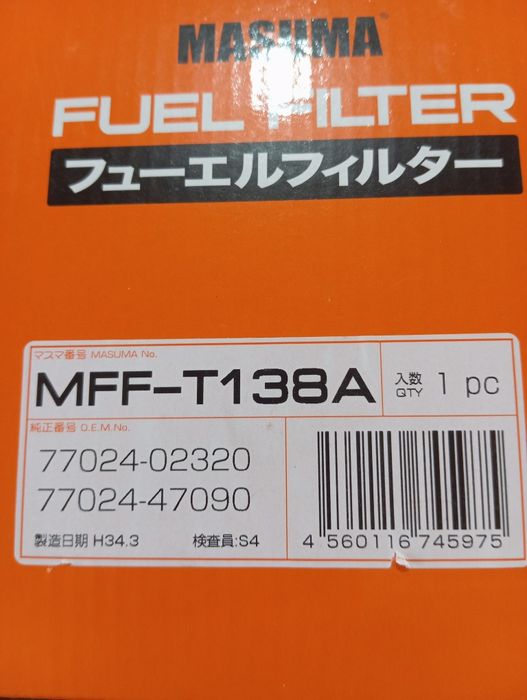 MASUMA®
FUEL FILTER
フューエルフィルター
マスマ番号 MASUMA No.
MFF-T138A
入数
QTY 1 pc
純正番号 O.E.M.No.
77024-02320
77024-47090
製造日期 H34.3 検査員:S4
4 560116 745975